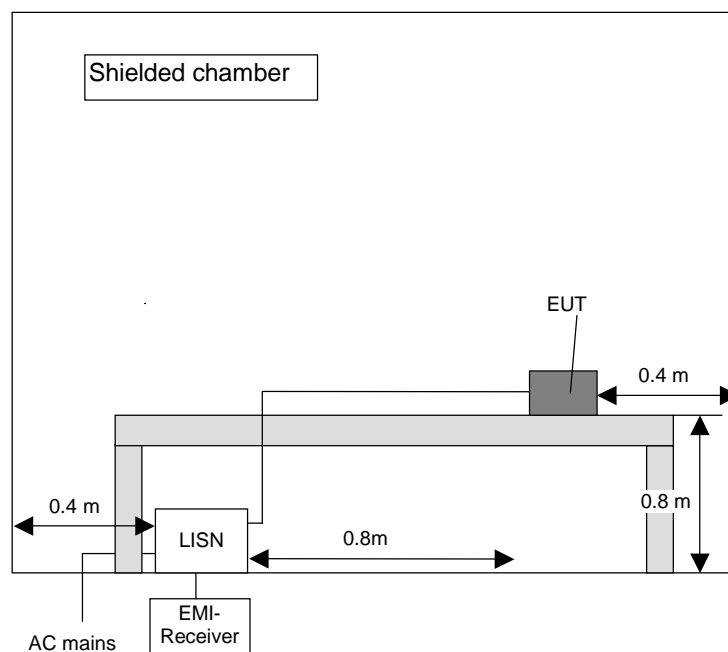 Shielded chamber
EUT
0.4 m
0.4 m
0.8 m
LISN
0.8m
EMI-
Receiver
AC mains